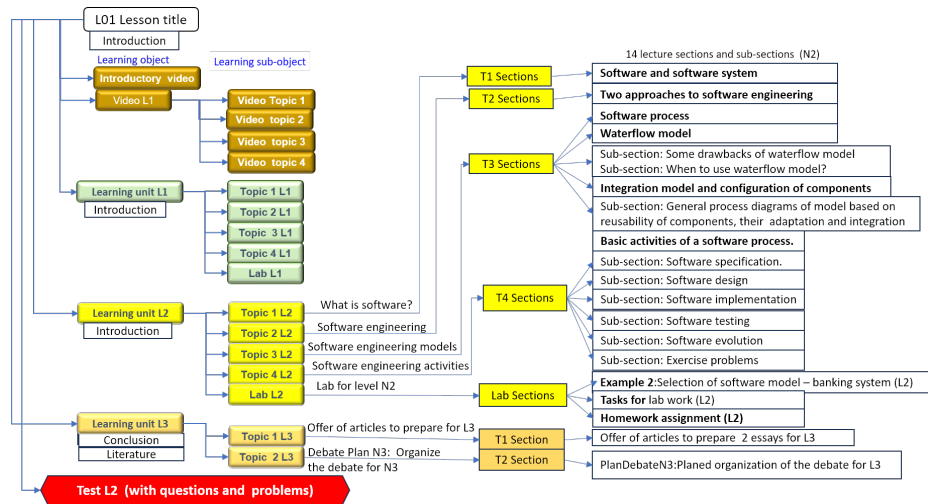 L01 Lesson title
Introduction
Learning object
Learning sub-object
Introductory video
Video L1
Video Topic 1
Video topic 2
Video topic 3
Video topic 4
Learning unit L1
Introduction
Topic 1 L1
Topic 2 L1
Topic 3 L1
Topic 4 L1
Lab L1
Learning unit L2
Introduction
Topic 1 L2
Topic 2 L2
Topic 3 L2
Topic 4 L2
Lab L2
What is software?
Software engineering
Software engineering models
Software engineering activities
Lab for level N2
Learning unit L3
Conclusion
Literature
Topic 1 L3
Topic 2 L3
Offer of articles to prepare for L3
Debate Plan N3: Organize
the debate for N3
Test L2 (with questions and problems)
T1 Sections
T2 Sections
T3 Sections
T4 Sections
Lab Sections
T1 Section
T2 Section
14 lecture sections and sub-sections (N2)
Software and software system
Two approaches to software engineering
Software process
Waterflow model
Sub-section: Some drawbacks of waterflow model
Sub-section: When to use waterflow model?
Integration model and configuration of components
Sub-section: General process diagrams of model based on
reusability of components, their adaptation and integration
Basic activities of a software process.
Sub-section: Software specification.
Sub-section: Software design
Sub-section: Software implementation
Sub-section: Software testing
Sub-section: Software evolution
Sub-section: Exercise problems
Example 2:Selection of software model – banking system (L2)
Tasks for lab work (L2)
Homework assignment (L2)
Offer of articles to prepare 2 essays for L3
PlanDebateN3:Planed organization of the debate for L3